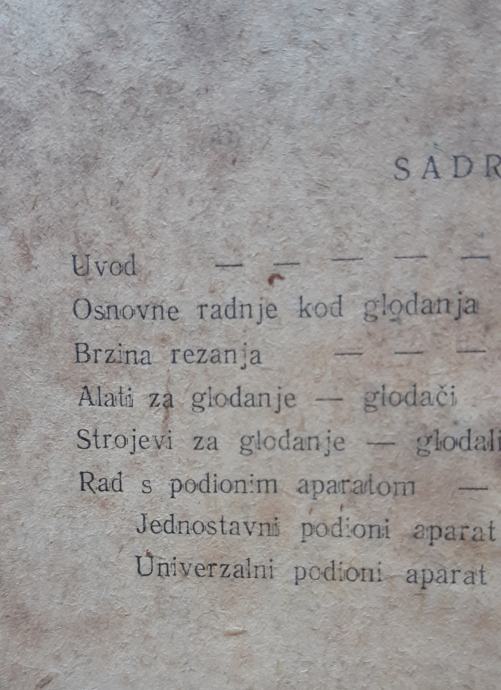 SADR
Uvod — — — — —
Osnovne radnje kod glodanja
Brzina rezanja — — —
Alati za glodanje — glodači
Strojevi za glodanje — glodali
Rad s podionim aparatom —
Jednostavni podioni aparat
Univerzalni podioni aparat